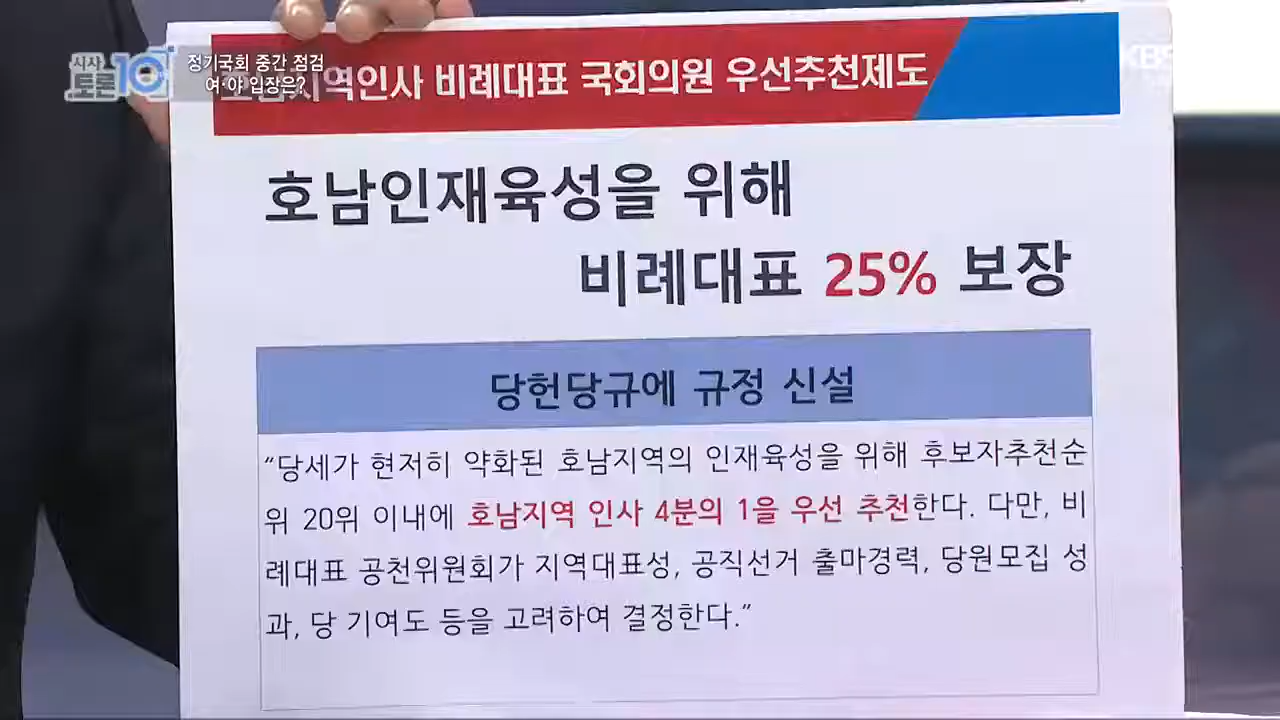 시사
토론10
정기국회 중간 점검
여·야 입장은?
KBS
지역인사 비례대표 국회의원 우선추천제도
호남인재육성을 위해
비례대표 25% 보장
당헌당규에 규정 신설
“당세가 현저히 약화된 호남지역의 인재육성을 위해 후보자추천순
위 20위 이내에 호남지역 인사 4분의 1을 우선 추천한다. 다만, 비
례대표 공천위원회가 지역대표성, 공직선거 출마경력, 당원모집 성
과, 당 기여도 등을 고려하여 결정한다.”